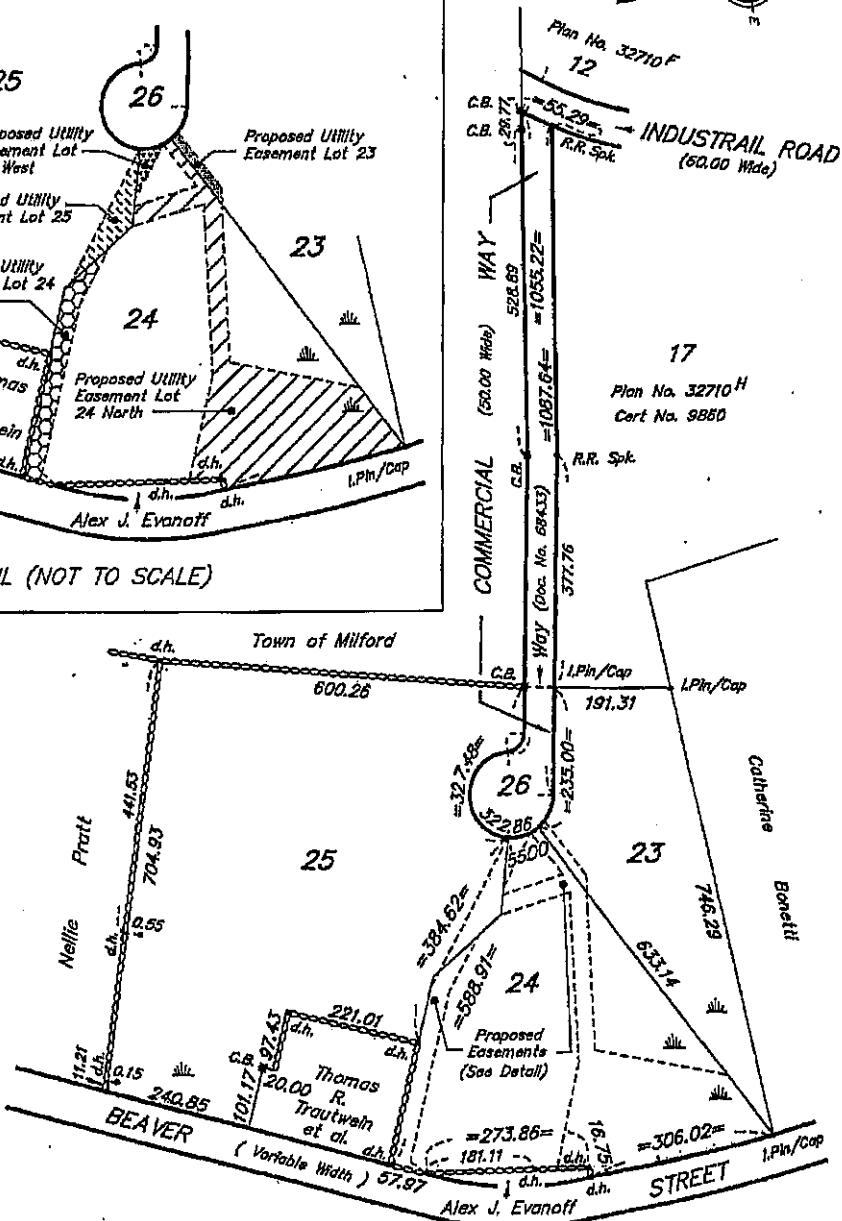 E
25
26
Easement Lot
West
Proposed Utility
Easement Lot 23
Lot 25
23
Utility
Lot 24
24
d.h.
Proposed Utility
Easement Lot
24 North
d.h.
d.h.
d.h.
d.h.
I.Pin/Cap
Alex J. Evanoff
(NOT TO SCALE)
Plan No. 32710 F
12
C.B.
=55.29=
C.B.
29.77
R.R. Spk.
INDUSTRAIL ROAD
(50.00 Wide)
COMMERCIAL (50.00 Wide) WAY
528.69
=1055.22=
=1087.64=
17
Plan No. 32710 H
Cert No. 9860
C.B.
R.R. Spk.
Way (Doc. No. 68433)
377.76
d.h.
Town of Milford
600.26
C.B.
I.Pin/Cap
191.31
I.Pin/Cap
=327.48=
26
=235.00=
522.86
55.00
Catherine Bonetti
441.53
704.93
Nellie Pratt
25
23
746.29
633.14
=384.62=
=588.91=
24
d.h.
0.55
221.01
d.h.
d.h.
97.43
C.B.
20.00
101.17
Thomas
R.
Trautwein
et al.
d.h.
Proposed
Easements
(See Detail)
11.21
d.h.
0.15
240.85
=273.86=
181.11
16.75
=306.02=
d.h.
d.h.
d.h.
I.Pin/Cap
BEAVER (Variable Width) 57.97
STREET
Alex J. Evanoff